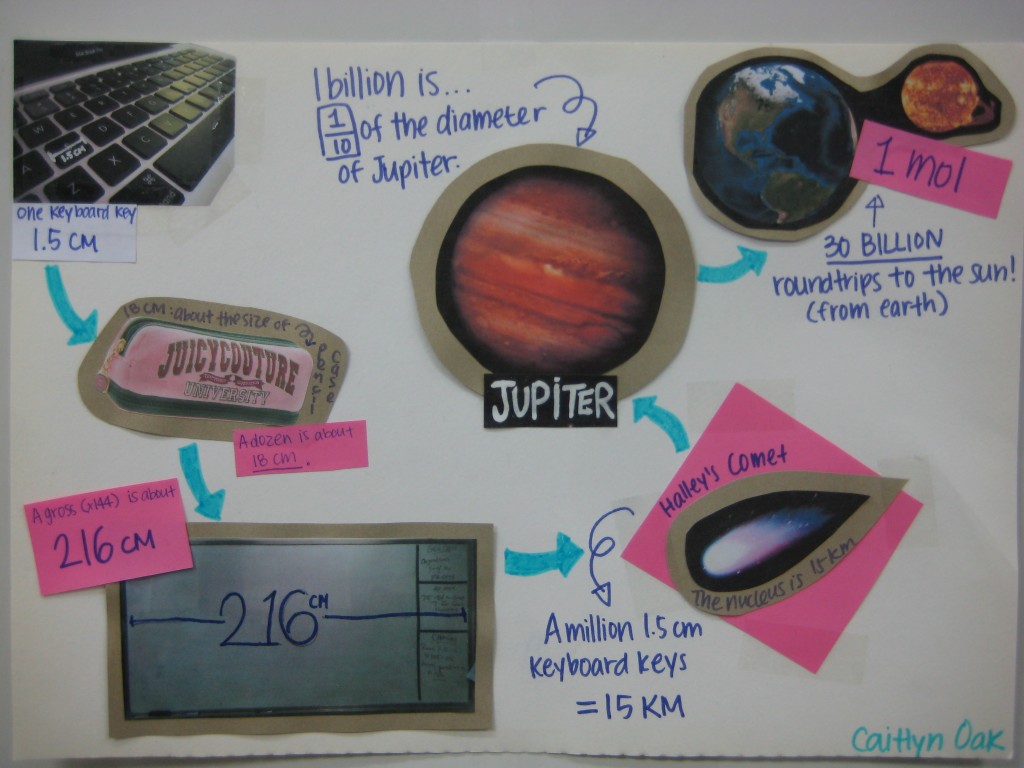 1.5 CM
one keyboard key
1.5 CM
18 CM: about the size of
pencil
case
JUICY COUTURE
UNIVERSITY
A dozen is about
18 CM.
A gross (x144) is about
216 CM
216 CM
A million 1.5 cm
keyboard keys
= 15 KM
Halley's Comet
The nucleus is 15 km
1 billion is...
1/10 of the diameter
of Jupiter.
JUPITER
1 mol
30 BILLION
roundtrips to the sun!
(from earth)
Caitlyn Oak